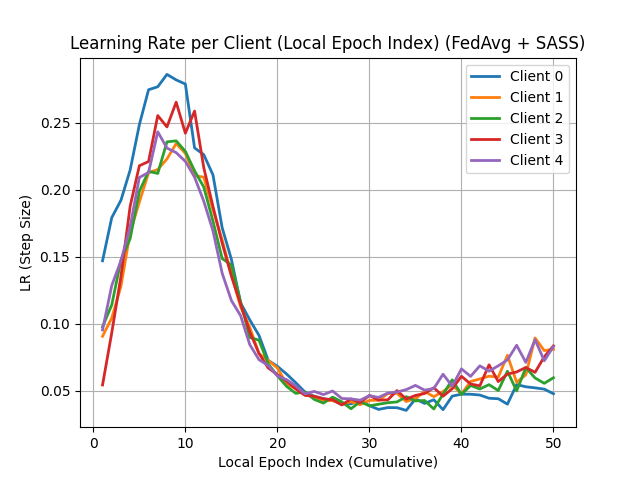 Learning Rate per Client (Local Epoch Index) (FedAvg + SASS)
Client 0
Client 1
Client 2
Client 3
Client 4
LR (Step Size)
0.25
0.20
0.15
0.10
0.05
0 10 20 30 40 50
Local Epoch Index (Cumulative)